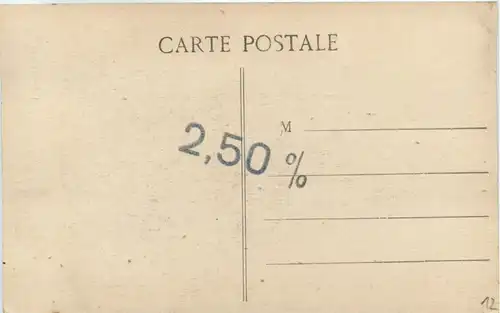 CARTE POSTALE
M
2,50 %
12